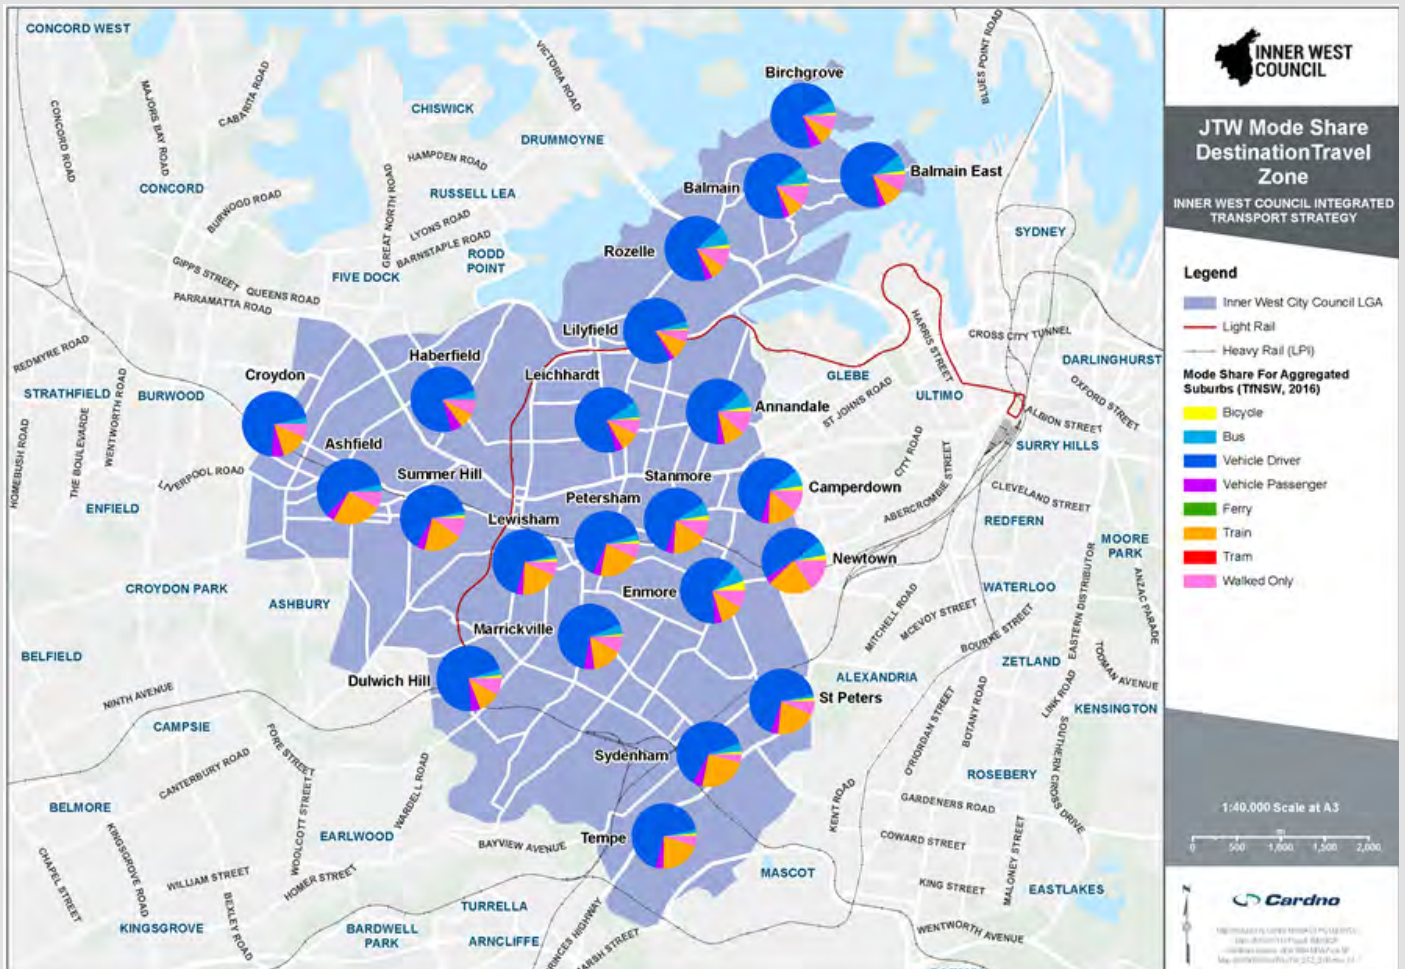 CONCORD WEST
CONCORD ROAD
MAJORS BAY ROAD
CABARITA ROAD
CHISWICK
VICTORIA ROAD
DRUMMOYNE
HAMPDEN ROAD
CONCORD
BURWOOD ROAD
GREAT NORTH ROAD
RUSSELL LEA
LYONS ROAD
BARNSTAPLE ROAD
RODD
POINT
FIVE DOCK
GIPPS STREET
QUEENS ROAD
PARRAMATTA ROAD
BLUES POINT ROAD
Birchgrove
Balmain
Balmain East
Rozelle
SYDNEY
Lilyfield
Haberfield
Leichhardt
Croydon
REDMYRE ROAD
STRATHFIELD
BURWOOD
HOMEBUSH ROAD
THE BOULEVARDE
WENTWORTH ROAD
LIVERPOOL ROAD
ENFIELD
Ashfield
Summer Hill
Annandale
GLEBE
ST JOHNS ROAD
HARRIS STREET
CROSS CITY TUNNEL
DARLINGHURST
ULTIMO
OXFORD STREET
ALBION STREET
SURRY HILLS
CITY ROAD
ABERCROMBIE STREET
CLEVELAND STREET
Stanmore
Petersham
Camperdown
Lewisham
REDFERN
MOORE
PARK
Newtown
Enmore
WATERLOO
ANZAC PARADE
CROYDON PARK
ASHBURY
MITCHELL ROAD
MCEVOY STREET
BOURKE STREET
EASTERN DISTRIBUTOR
Marrickville
BELFIELD
Dulwich Hill
ALEXANDRIA
ZETLAND
TODMAN AVENUE
LINK ROAD
KENSINGTON
St Peters
NINTH AVENUE
CAMPSIE
FORE STREET
CANTERBURY ROAD
O'RIORDAN STREET
BOTANY ROAD
SOUTHERN CROSS DRIVE
Sydenham
ROSEBERY
WOOLCOTT STREET
WARDELL ROAD
BELMORE
EARLWOOD
KENT ROAD
GARDENERS ROAD
Tempe
BAYVIEW AVENUE
COWARD STREET
CHAPEL STREET
KINGSGROVE ROAD
WILLIAM STREET
HOMER STREET
BEXLEY ROAD
MASCOT
KING STREET
MALONEY STREET
EASTLAKES
KINGSGROVE
TURRELLA
BARDWELL
PARK
ARNCLIFFE
PRINCES HIGHWAY
MARSH STREET
WENTWORTH AVENUE
INNER WEST
COUNCIL
JTW Mode Share
DestinationTravel
Zone
INNER WEST COUNCIL INTEGRATED
TRANSPORT STRATEGY
Legend
Inner West City Council LGA
Light Rail
Heavy Rail (LPI)
Mode Share For Aggregated
Suburbs (TfNSW, 2016)
Bicycle
Bus
Vehicle Driver
Vehicle Passenger
Ferry
Train
Tram
Walked Only
1:40,000 Scale at A3
m
0 500 1,000 1,500 2,000
N
Cardno